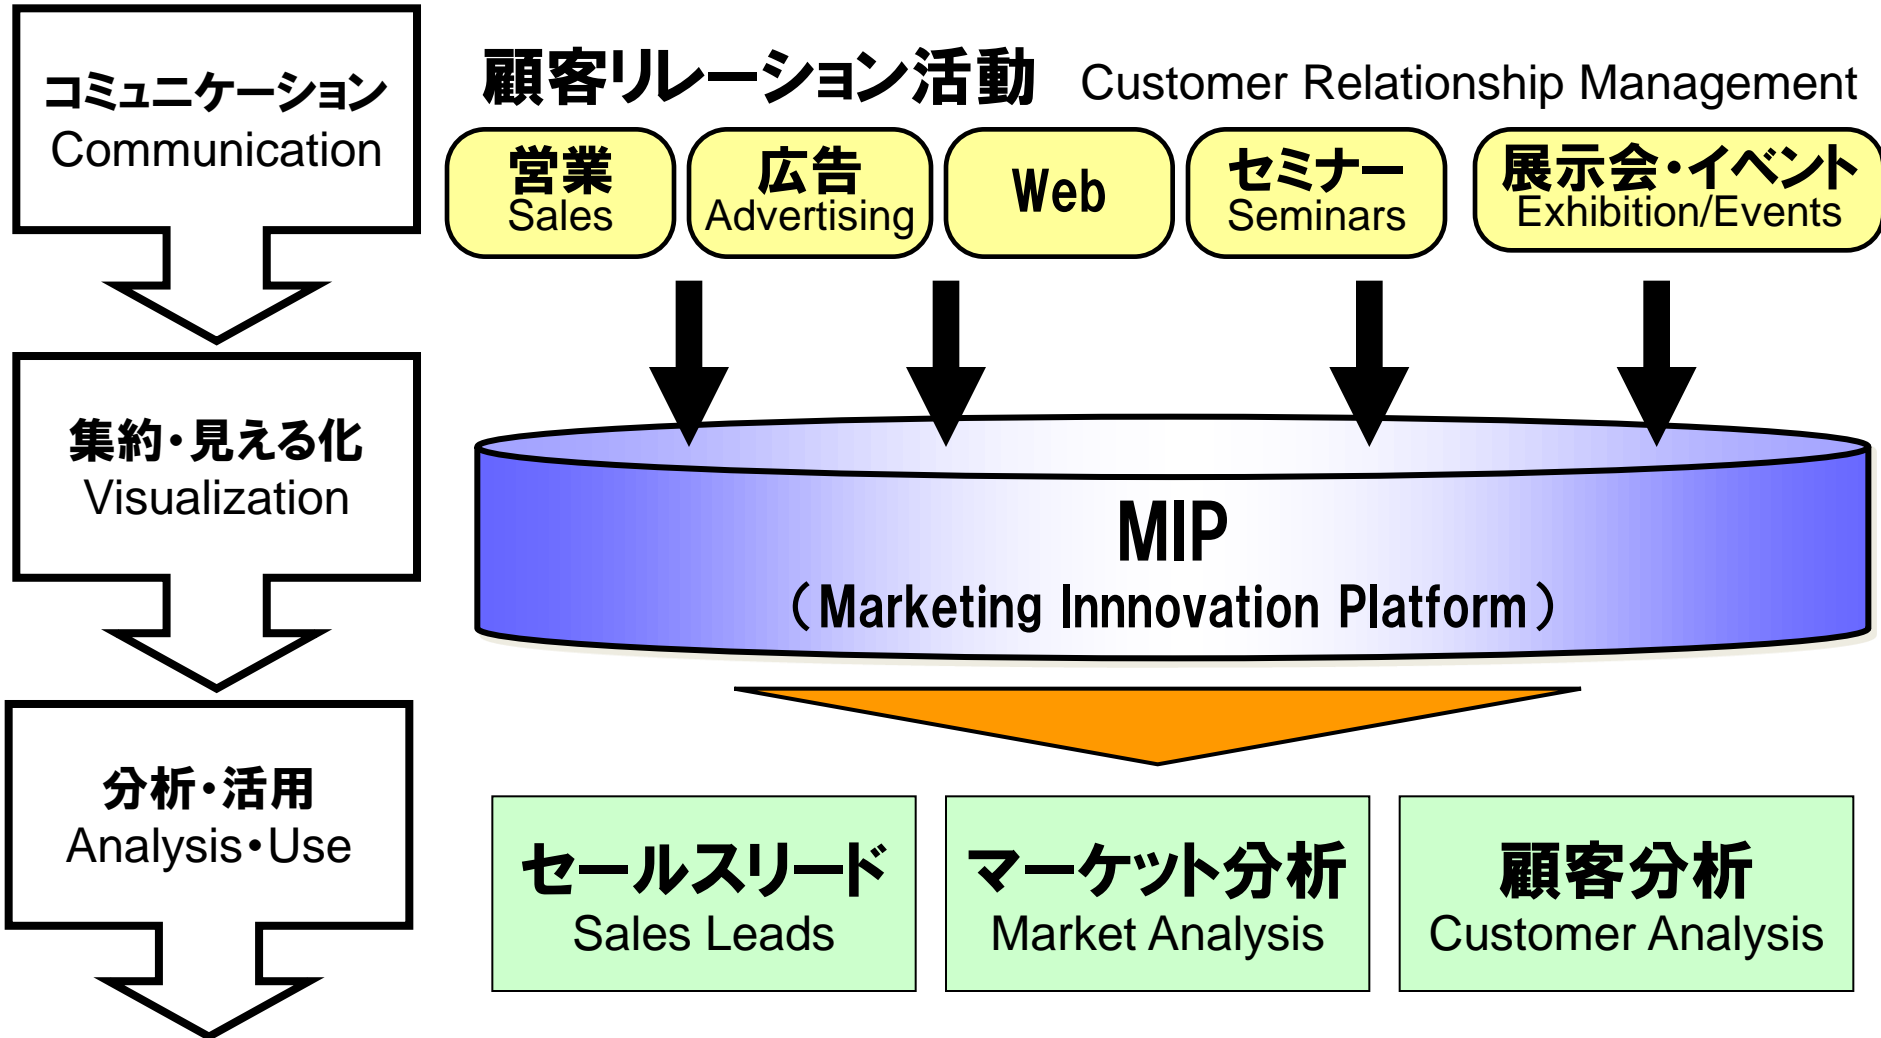 コミュニケーション
Communication
顧客リレーション活動 Customer Relationship Management
営業
Sales
広告
Advertising
Web
セミナー
Seminars
展示会・イベント
Exhibition/Events
集約・見える化
Visualization
MIP
（Marketing Innnovation Platform）
分析・活用
Analysis・Use
セールスリード
Sales Leads
マーケット分析
Market Analysis
顧客分析
Customer Analysis